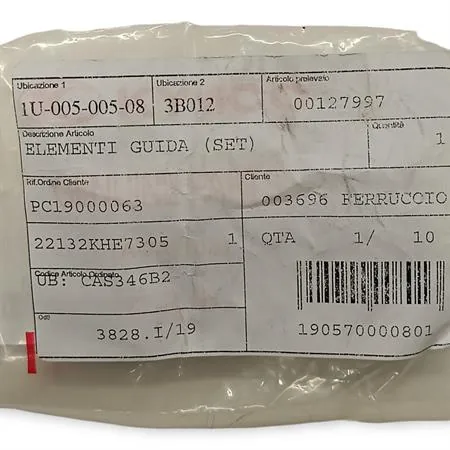 Ubicazione 1 Ubicazione 2 Articolo prelevato
1U-005-005-08 3B012 00127997
Descrizione Articolo Quantità
ELEMENTI GUIDA (SET) 1
Rif.Ordine Cliente Cliente
PC19000063 003696 FERRUCCIO
22132KHE7305 1 QTA 1/ 10
Codice Articolo Ordinato
UB: CAS346B2
Odl
3828.I/19 190570000801